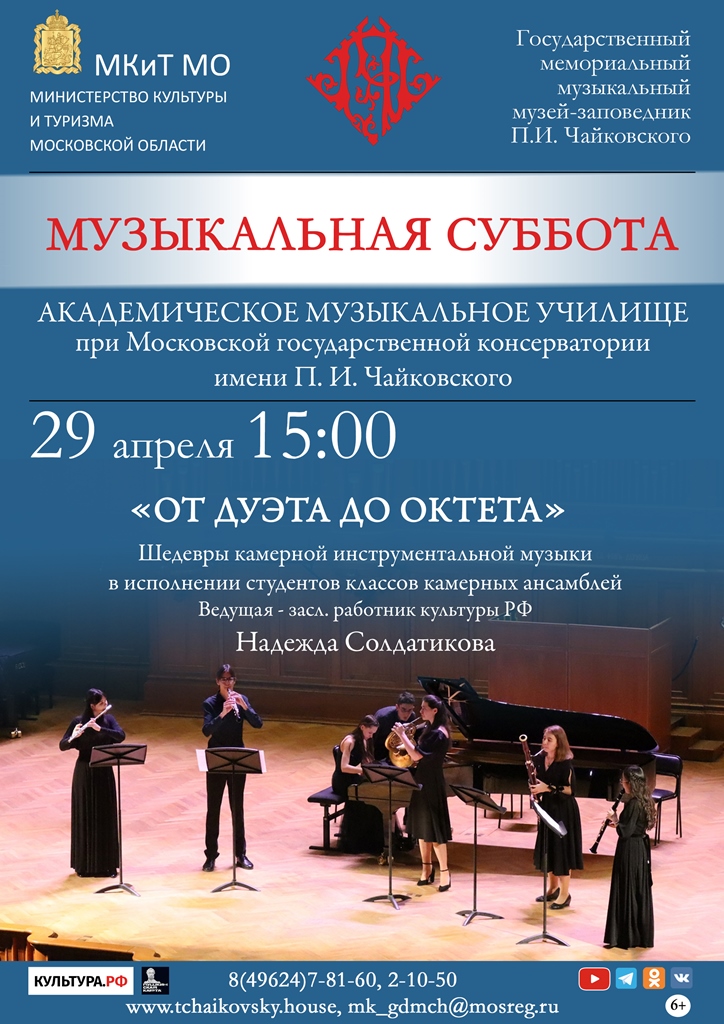 МКиТ МО
МИНИСТЕРСТВО КУЛЬТУРЫ
И ТУРИЗМА
МОСКОВСКОЙ ОБЛАСТИ
Государственный
мемориальный
музыкальный
музей-заповедник
П.И. Чайковского
МУЗЫКАЛЬНАЯ СУББОТА
АКАДЕМИЧЕСКОЕ МУЗЫКАЛЬНОЕ УЧИЛИЩЕ
при Московской государственной консерватории
имени П. И. Чайковского
29 апреля 15:00
«ОТ ДУЭТА ДО ОКТЕТА»
Шедевры камерной инструментальной музыки
в исполнении студентов классов камерных ансамблей
Ведущая - засл. работник культуры РФ
Надежда Солдатикова
КУЛЬТУРА.РФ
ПУШКИН
СКАЯ
КАРТА
8(49624)7-81-60, 2-10-50
www.tchaikovsky.house, mk_gdmch@mosreg.ru
6+